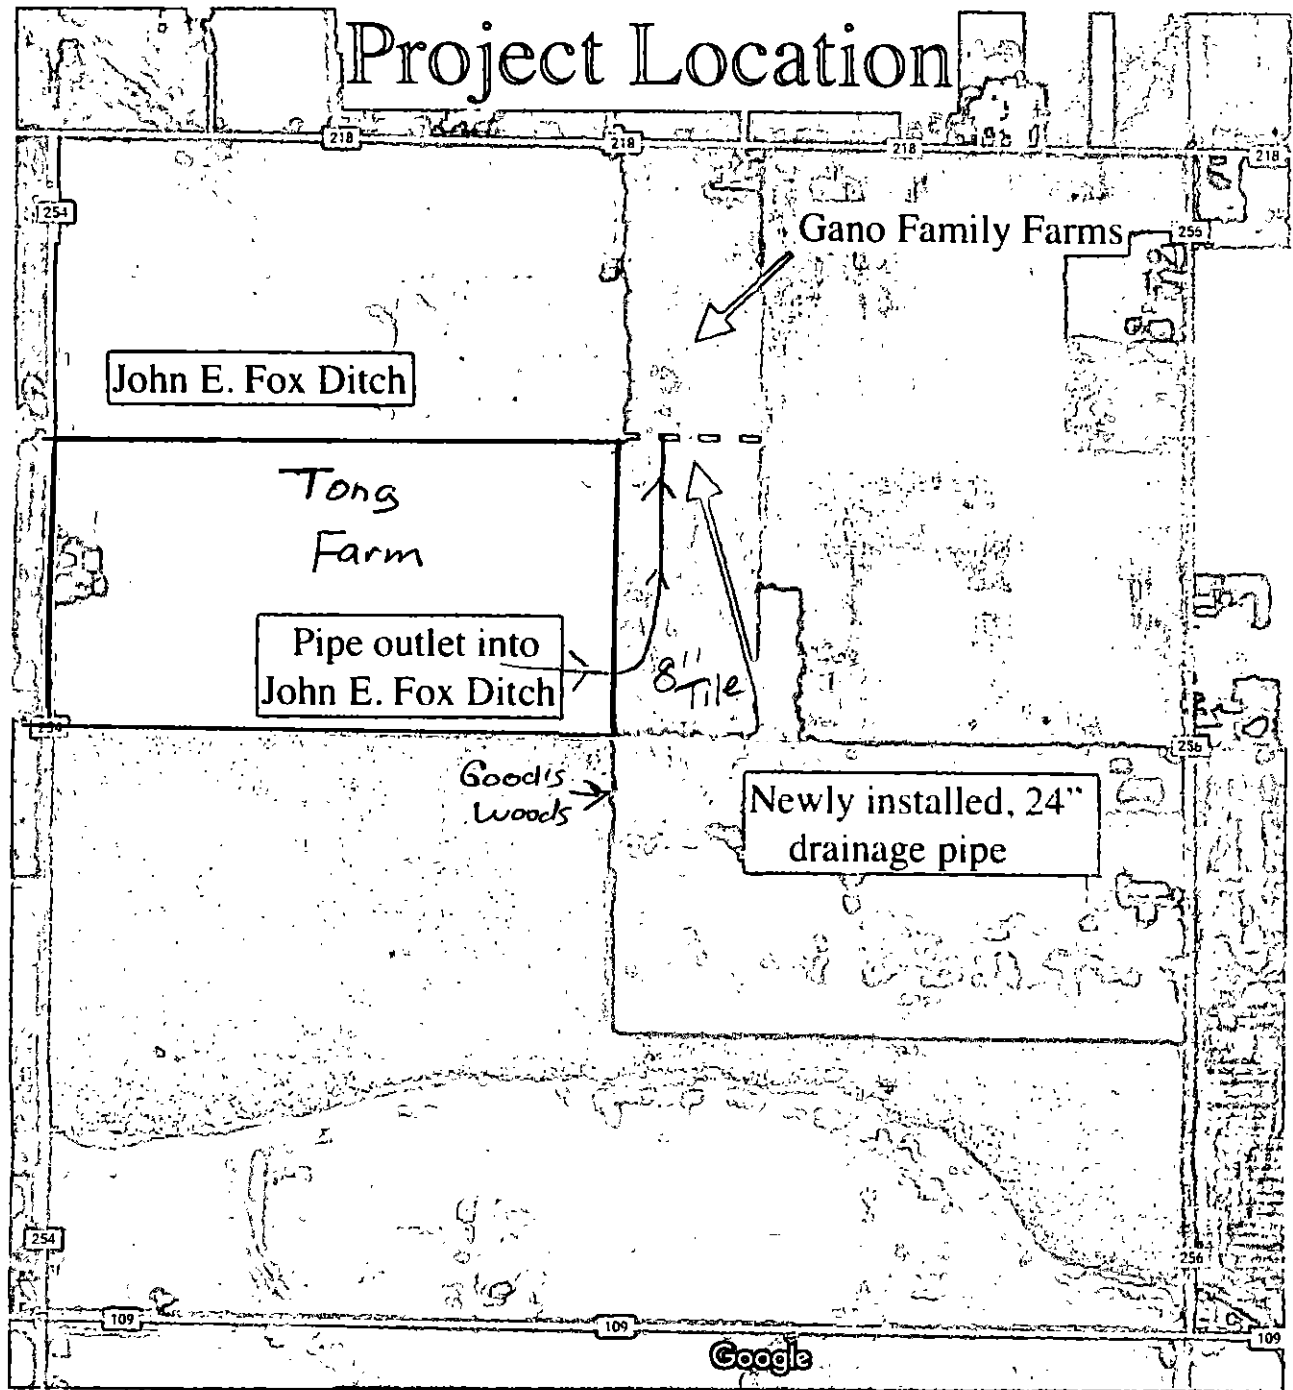 Project Location
218
218
218
218
254
Gano Family Farms
256
John E. Fox Ditch
Tong
Farm
Pipe outlet into
John E. Fox Ditch
8" Tile
256
Good's
Woods
Newly installed, 24"
drainage pipe
254
256
109
109
109
Google